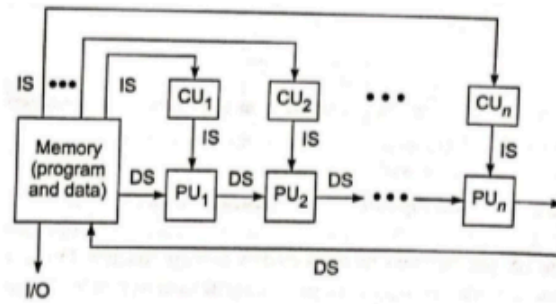 IS IS
CU1 CU2 CUn
IS IS IS
Memory
(program
and data)
DS PU1 DS PU2 DS PUn
DS
I/O